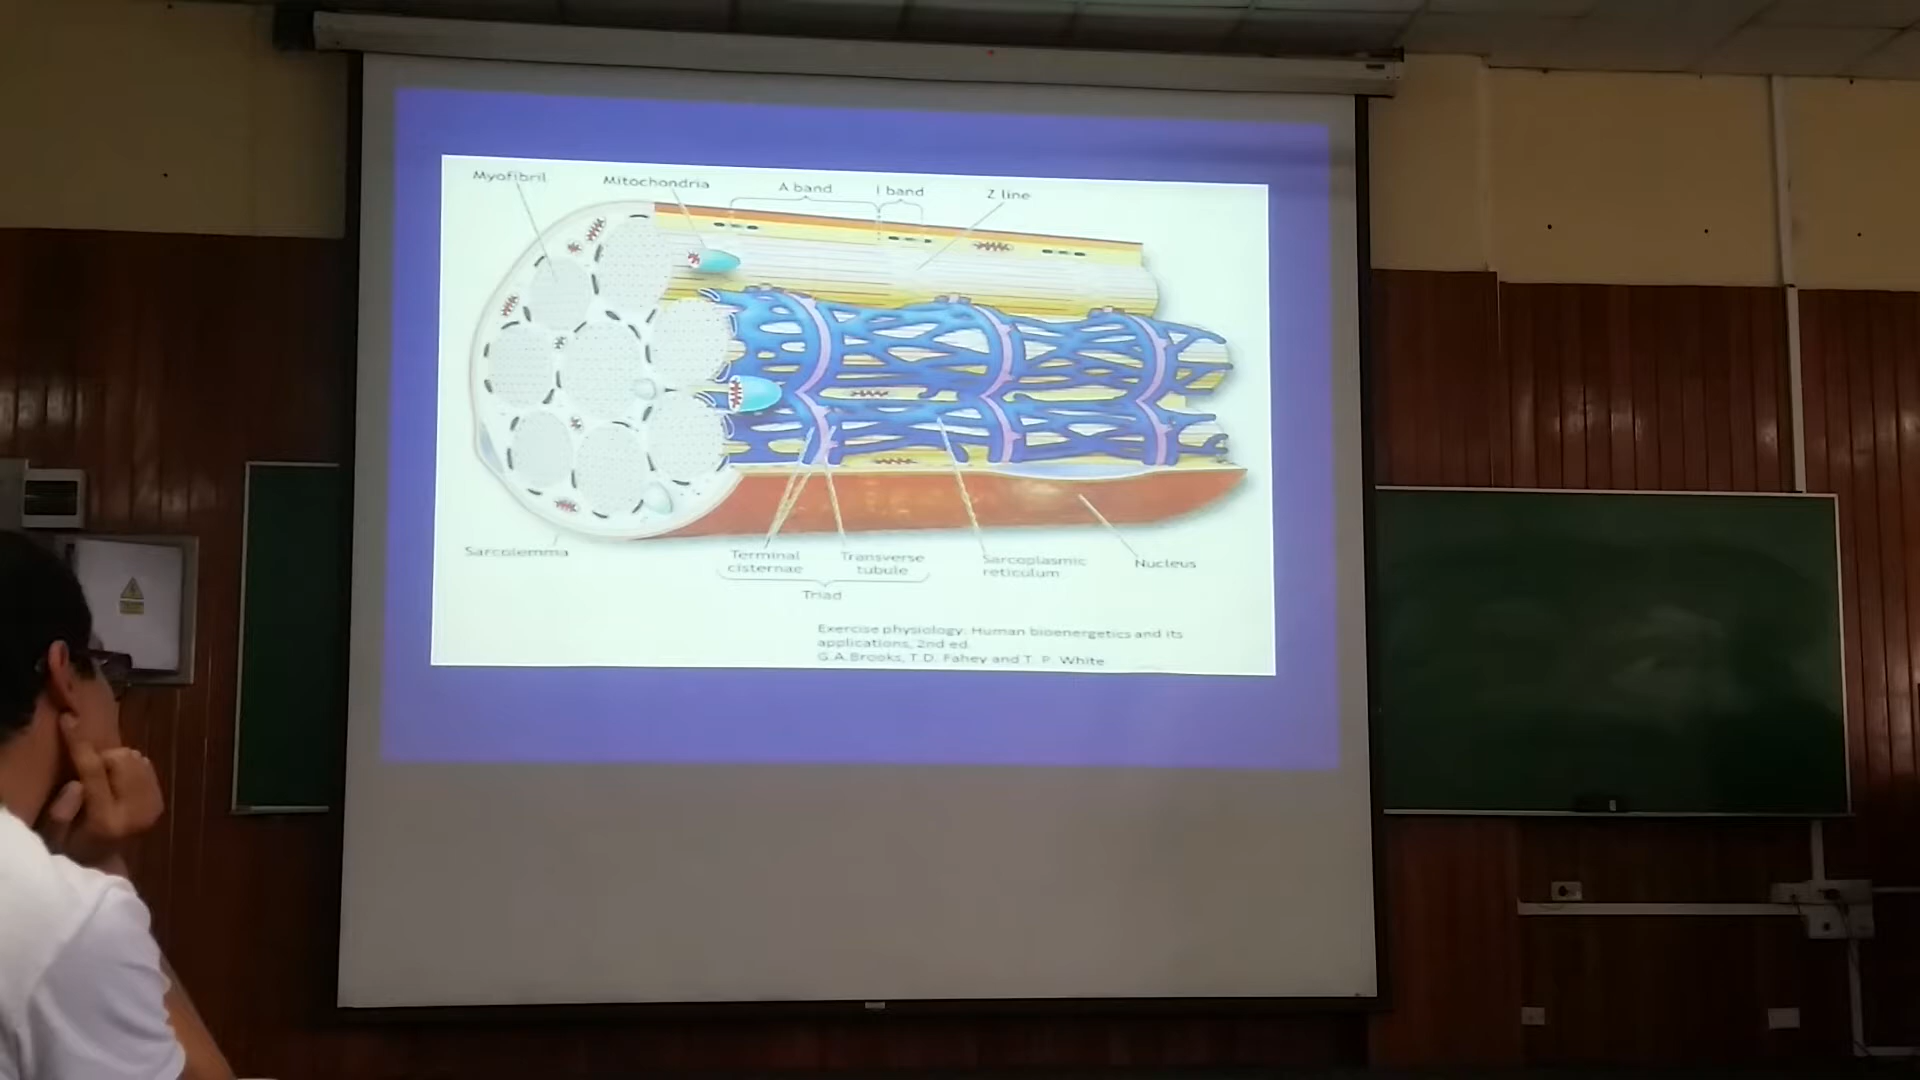 Myofibril
Mitochondria
A band
I band
Z line
Sarcolemma
Terminal
cisternae
Transverse
tubule
Triad
Sarcoplasmic
reticulum
Nucleus
Exercise physiology: Human bioenergetics and its
applications, 2nd ed.
G.A.Brooks, T.D. Fahey and T. P. White